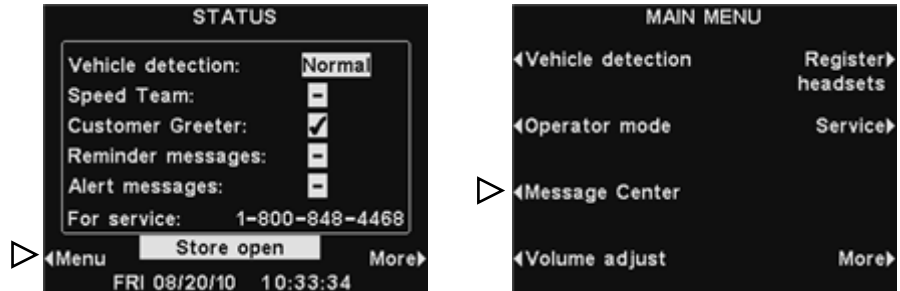 STATUS
Vehicle detection: Normal
Speed Team: -
Customer Greeter: ✓
Reminder messages: -
Alert messages: -
For service: 1-800-848-4468
Store open
Menu More
FRI 08/20/10 10:33:34
MAIN MENU
Vehicle detection Register
headsets
Operator mode Service
Message Center
Volume adjust More